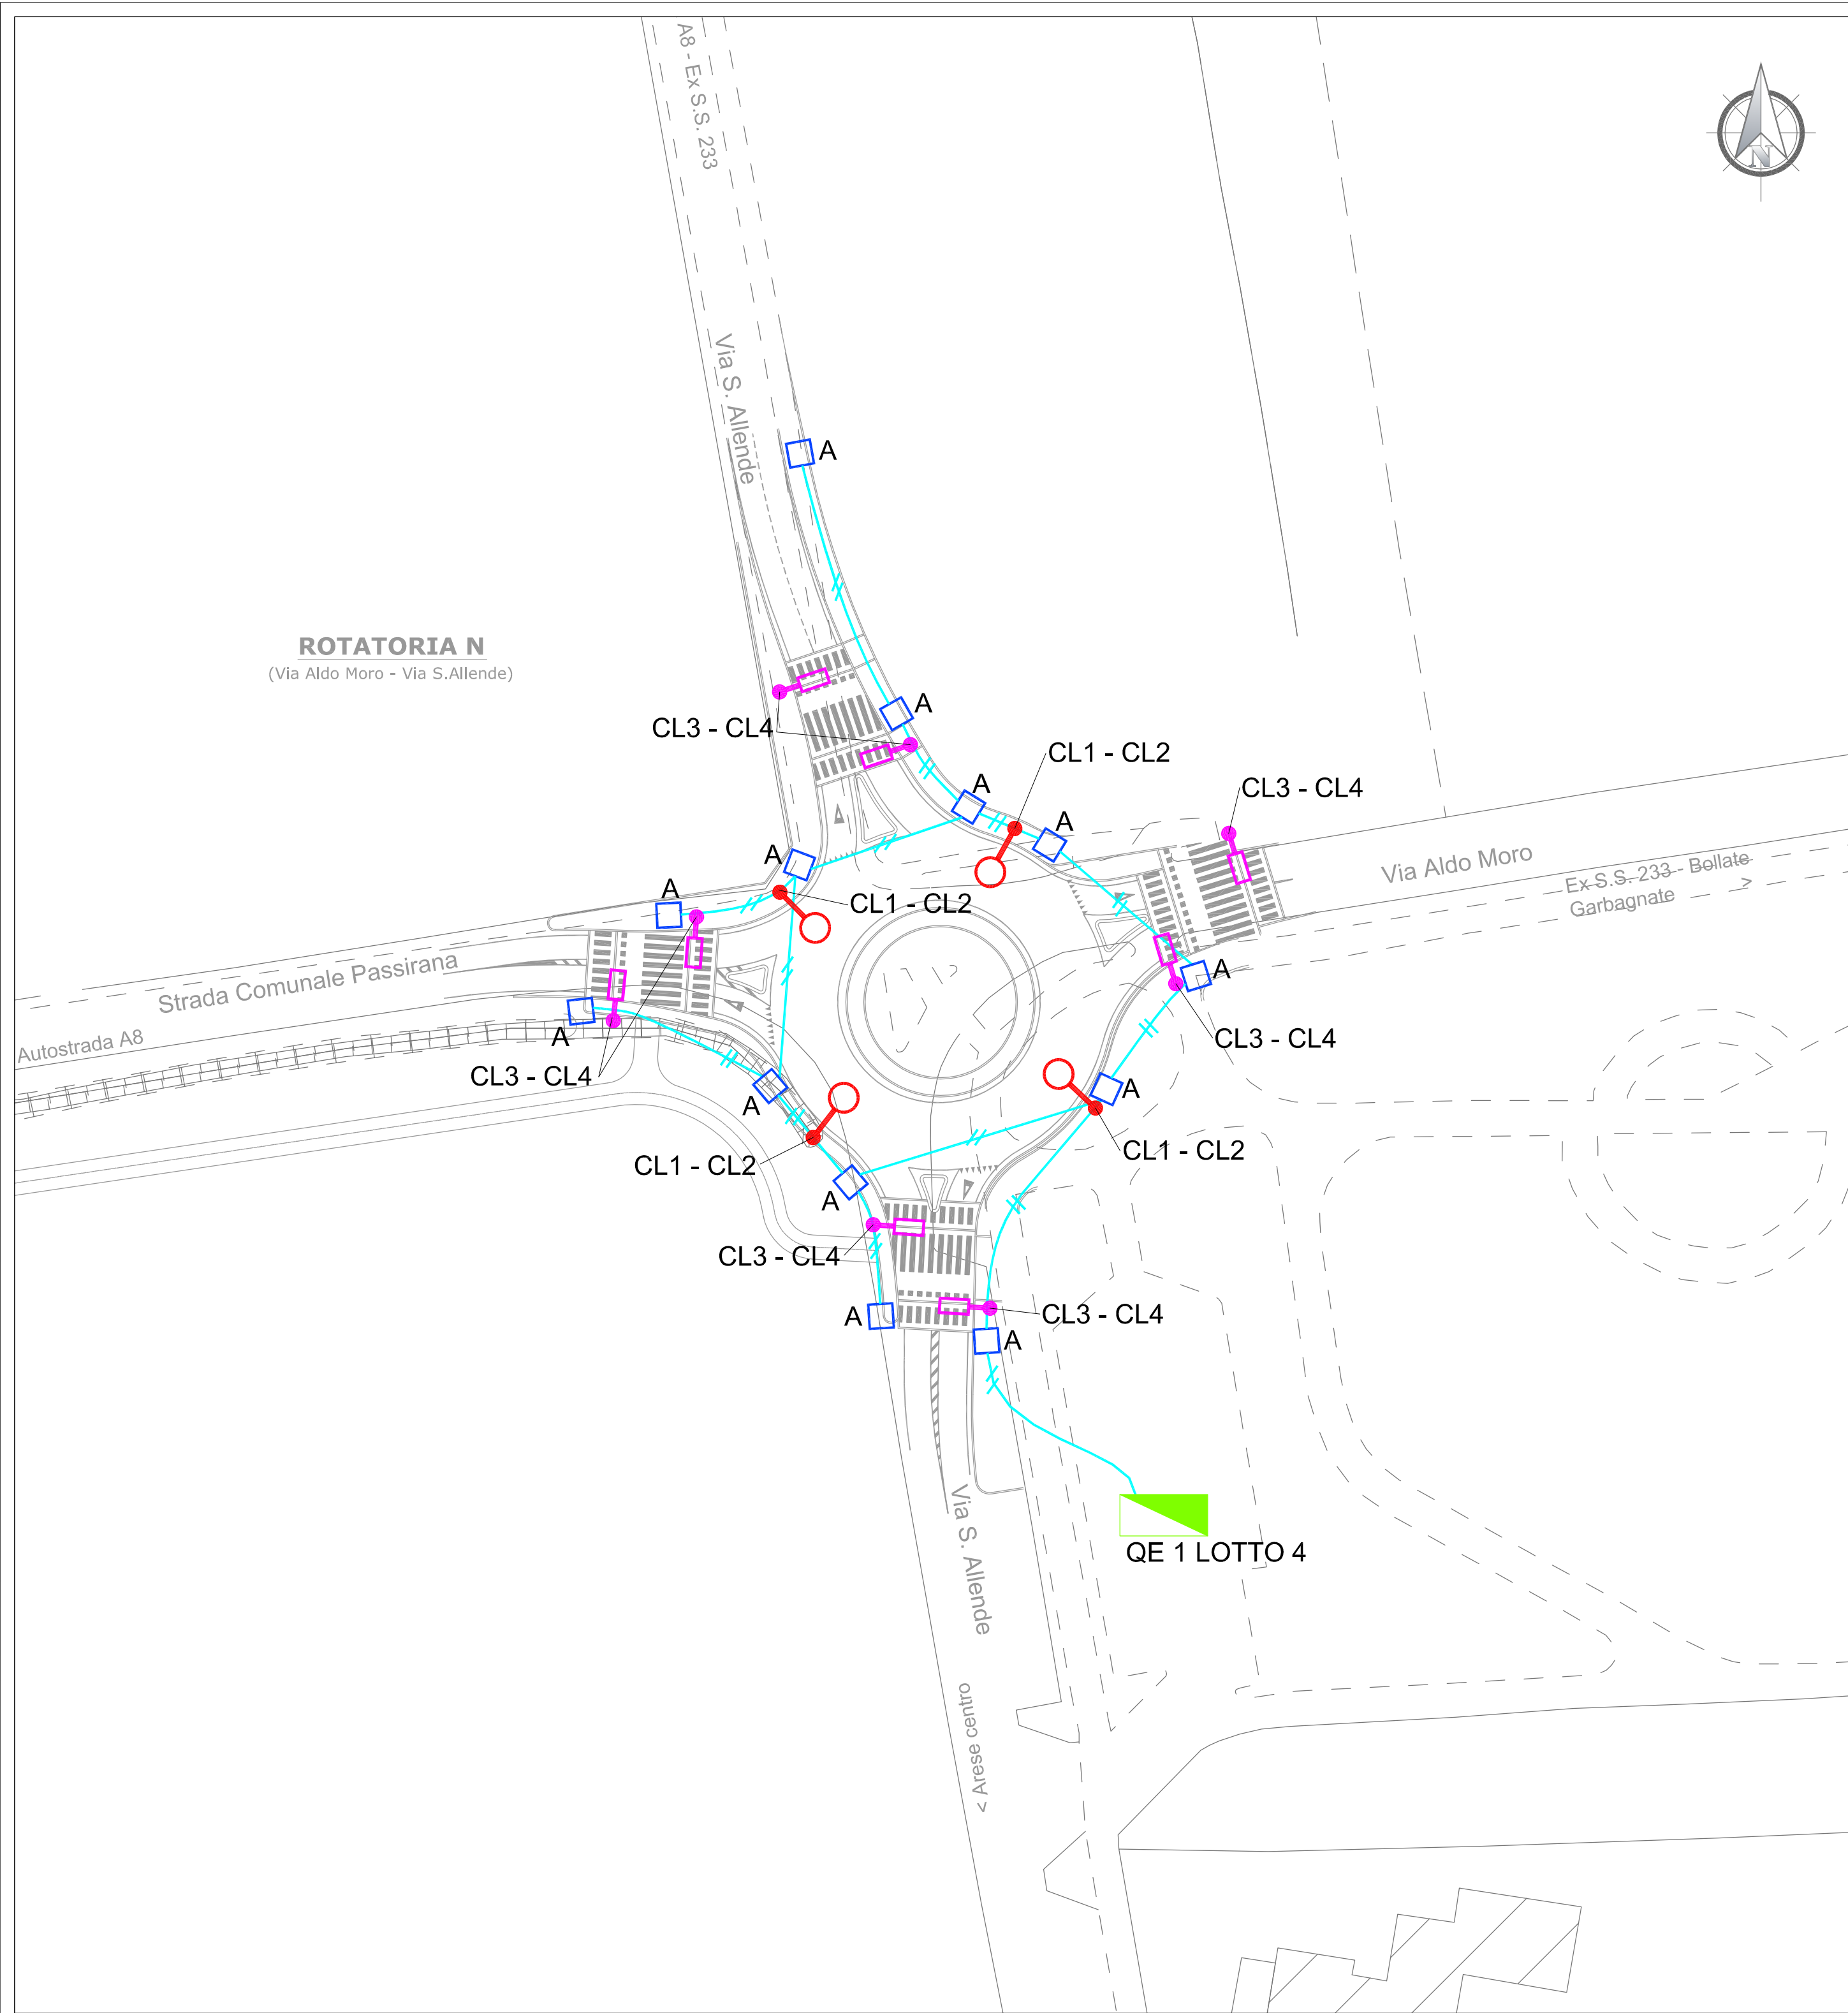 A8 - Ex S.S. 233
N
Via S. Allende
A
ROTATORIA N
(Via Aldo Moro - Via S.Allende)
A
CL3 - CL4
CL1 - CL2
A
CL3 - CL4
A
A
Via Aldo Moro
Ex S.S. 233 - Bollate >
Garbagnate
A
CL1 - CL2
Strada Comunale Passirana
A
Autostrada A8
A
CL3 - CL4
CL3 - CL4
A
A
CL1 - CL2
CL1 - CL2
A
CL3 - CL4
A
CL3 - CL4
A
Via S. Allende
QE 1 LOTTO 4
< Arese centro